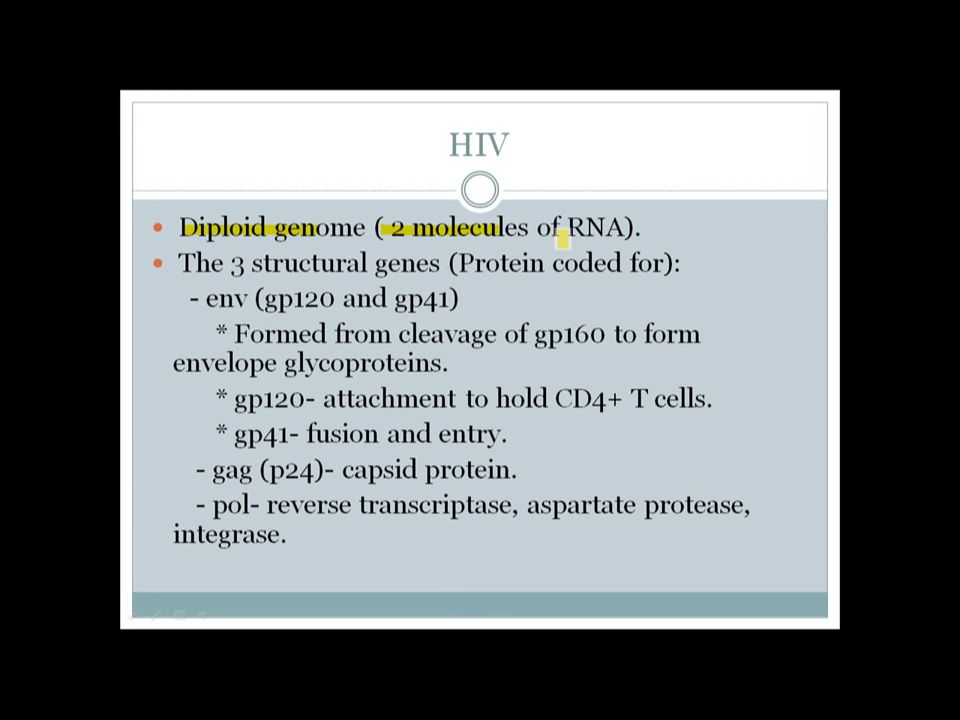 HIV
• Diploid genome ( 2 molecules of RNA).
• The 3 structural genes (Protein coded for):
- env (gp120 and gp41)
* Formed from cleavage of gp160 to form
envelope glycoproteins.
* gp120- attachment to hold CD4+ T cells.
* gp41- fusion and entry.
- gag (p24)- capsid protein.
- pol- reverse transcriptase, aspartate protease,
integrase.